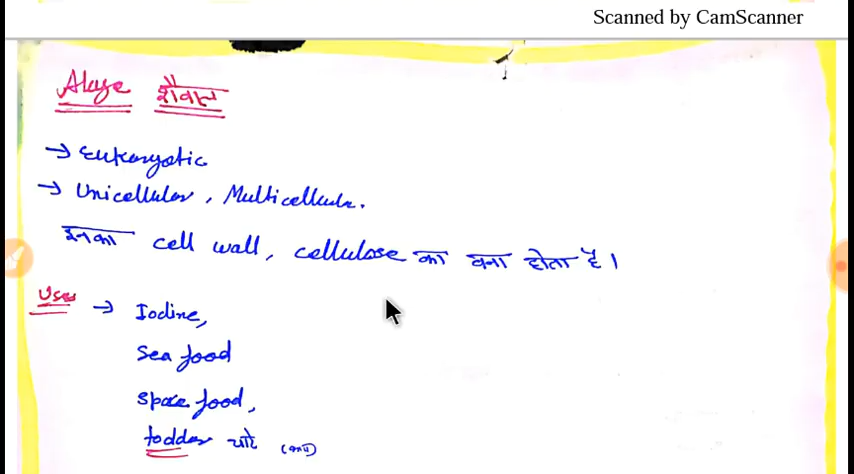 Scanned by CamScanner
Algae शैवाल
→ Eukaryotic
→ Unicellular, Multicellular.
इनका cell wall, cellulose का बना होता है।
Uses → Iodine,
Sea food
Space food,
fodder चारे